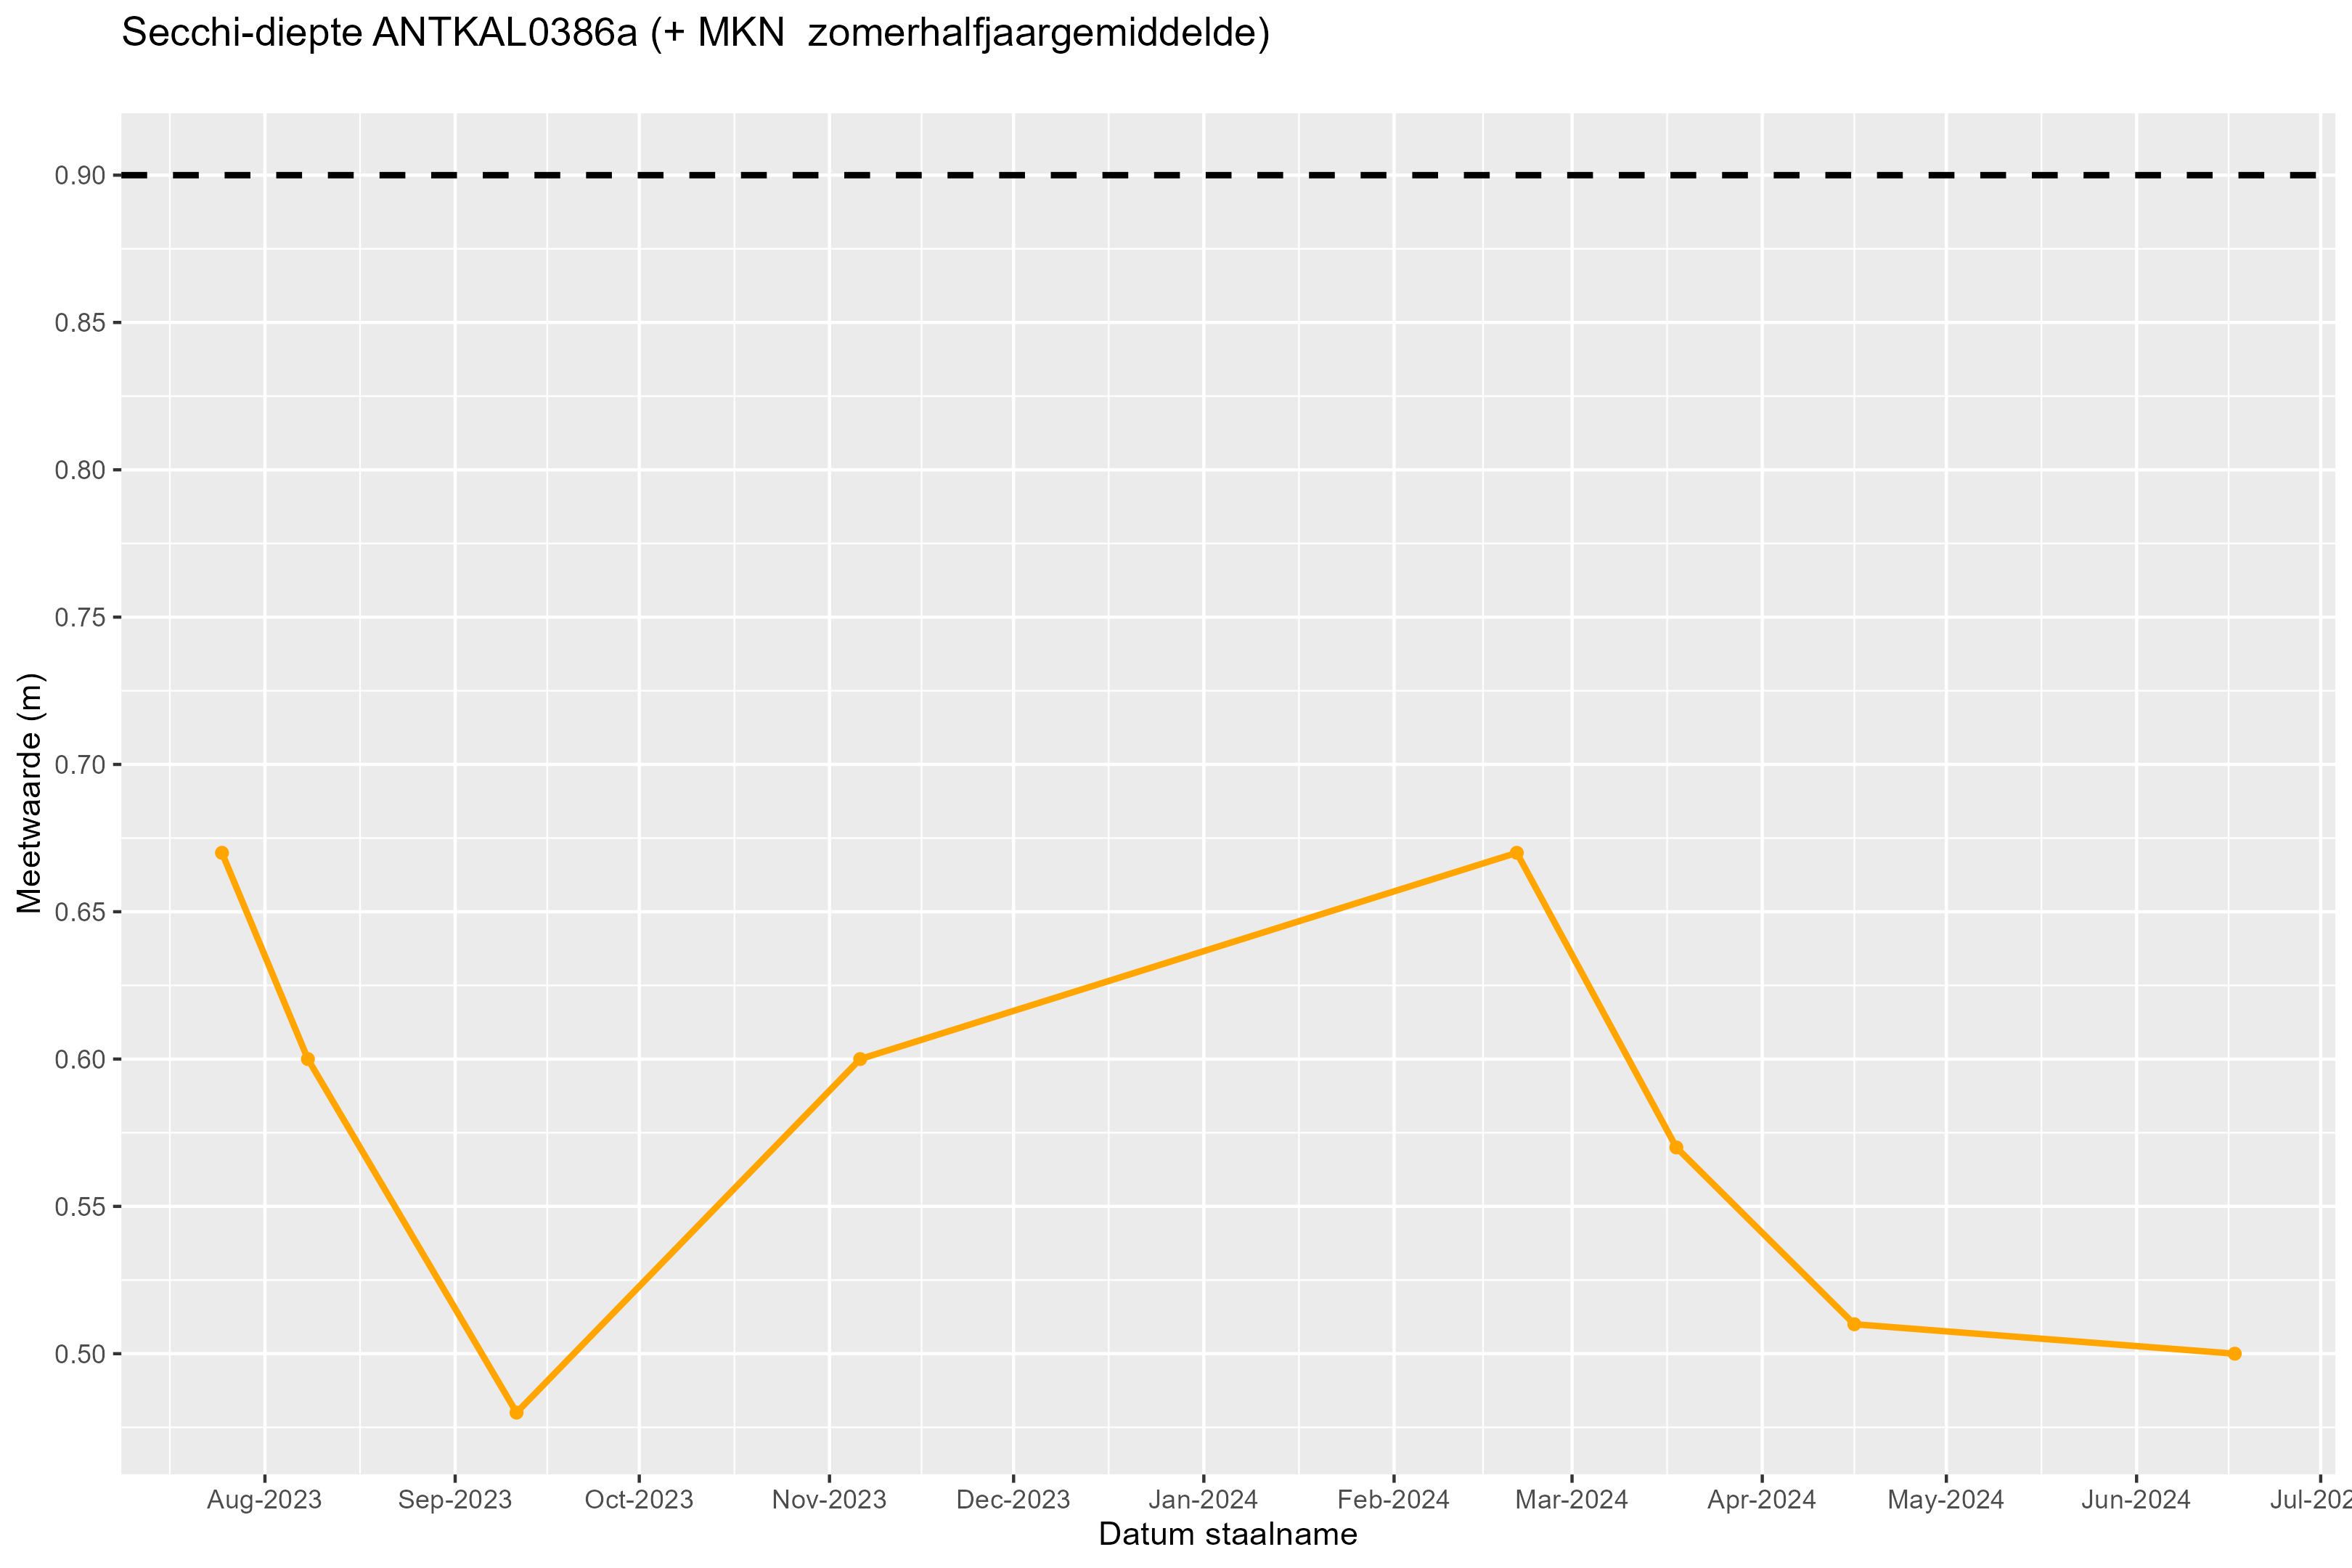 Secchi-diepte ANTKAL0386a (+ MKN  zomerhalfjaargemiddelde)
Meetwaarde (m)
0.90
0.85
0.80
0.75
0.70
0.65
0.60
0.55
0.50
Aug-2023 Sep-2023 Oct-2023 Nov-2023 Dec-2023 Jan-2024 Feb-2024 Mar-2024 Apr-2024 May-2024 Jun-2024 Jul-202
Datum staalname